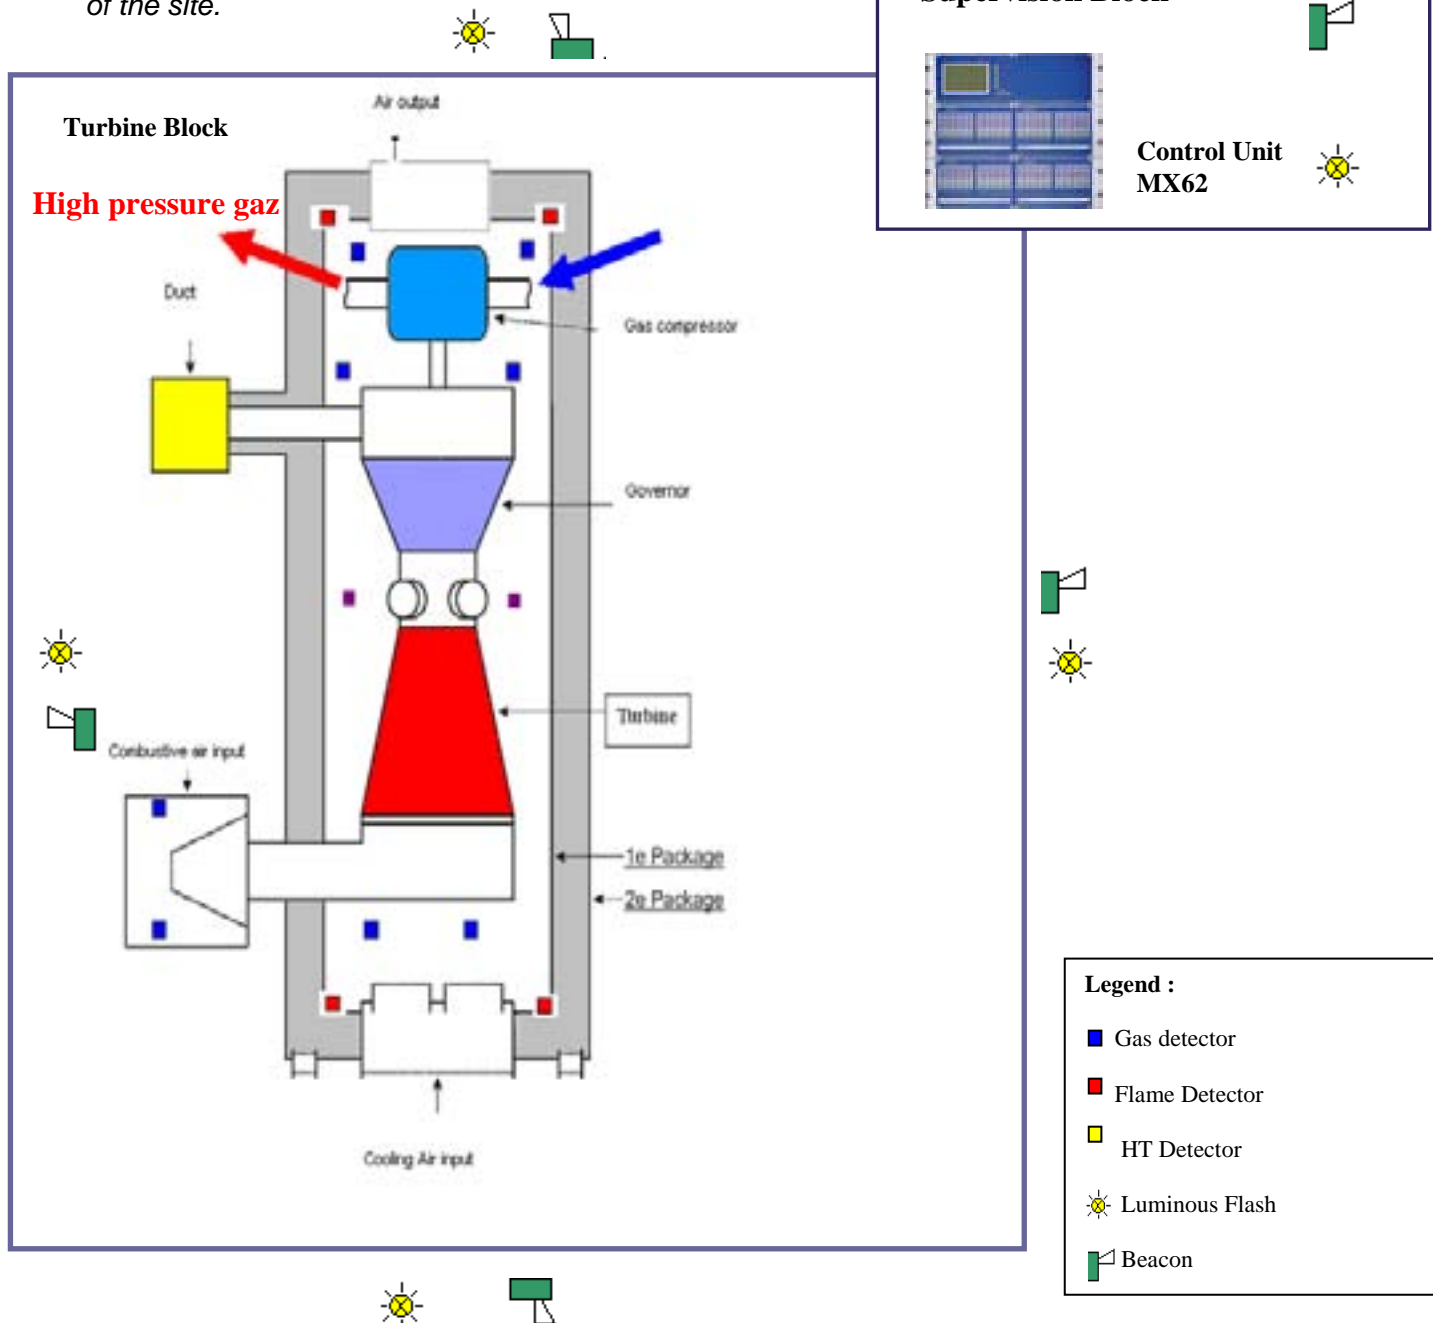 of the site.
Supervision Block
Control Unit
MX62
Turbine Block
Air output
High pressure gaz
Duct
Gas compressor
Governor
Turbine
Combustive air input
1e Package
2e Package
Cooling Air input
Legend :
Gas detector
Flame Detector
HT Detector
Luminous Flash
Beacon